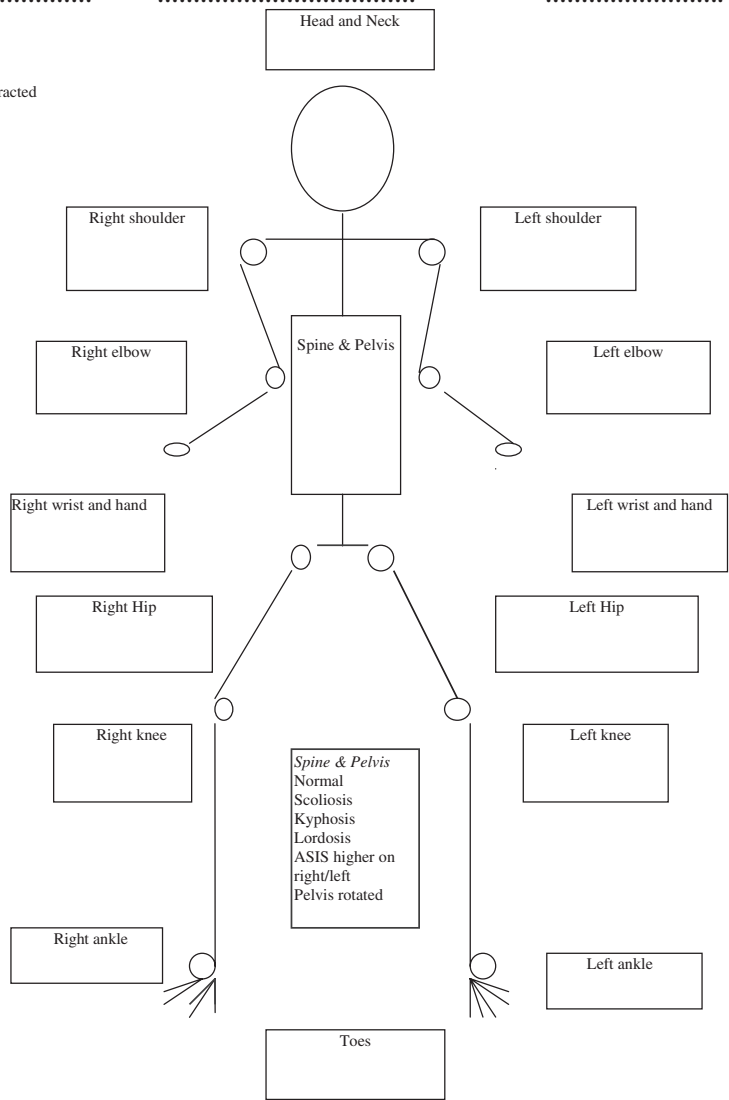 Head and Neck
Right shoulder
Left shoulder
Spine & Pelvis
Right elbow
Left elbow
Right wrist and hand
Left wrist and hand
Right Hip
Left Hip
Right knee
Left knee
Spine & Pelvis
Normal
Scoliosis
Kyphosis
Lordosis
ASIS higher on
right/left
Pelvis rotated
Right ankle
Left ankle
Toes